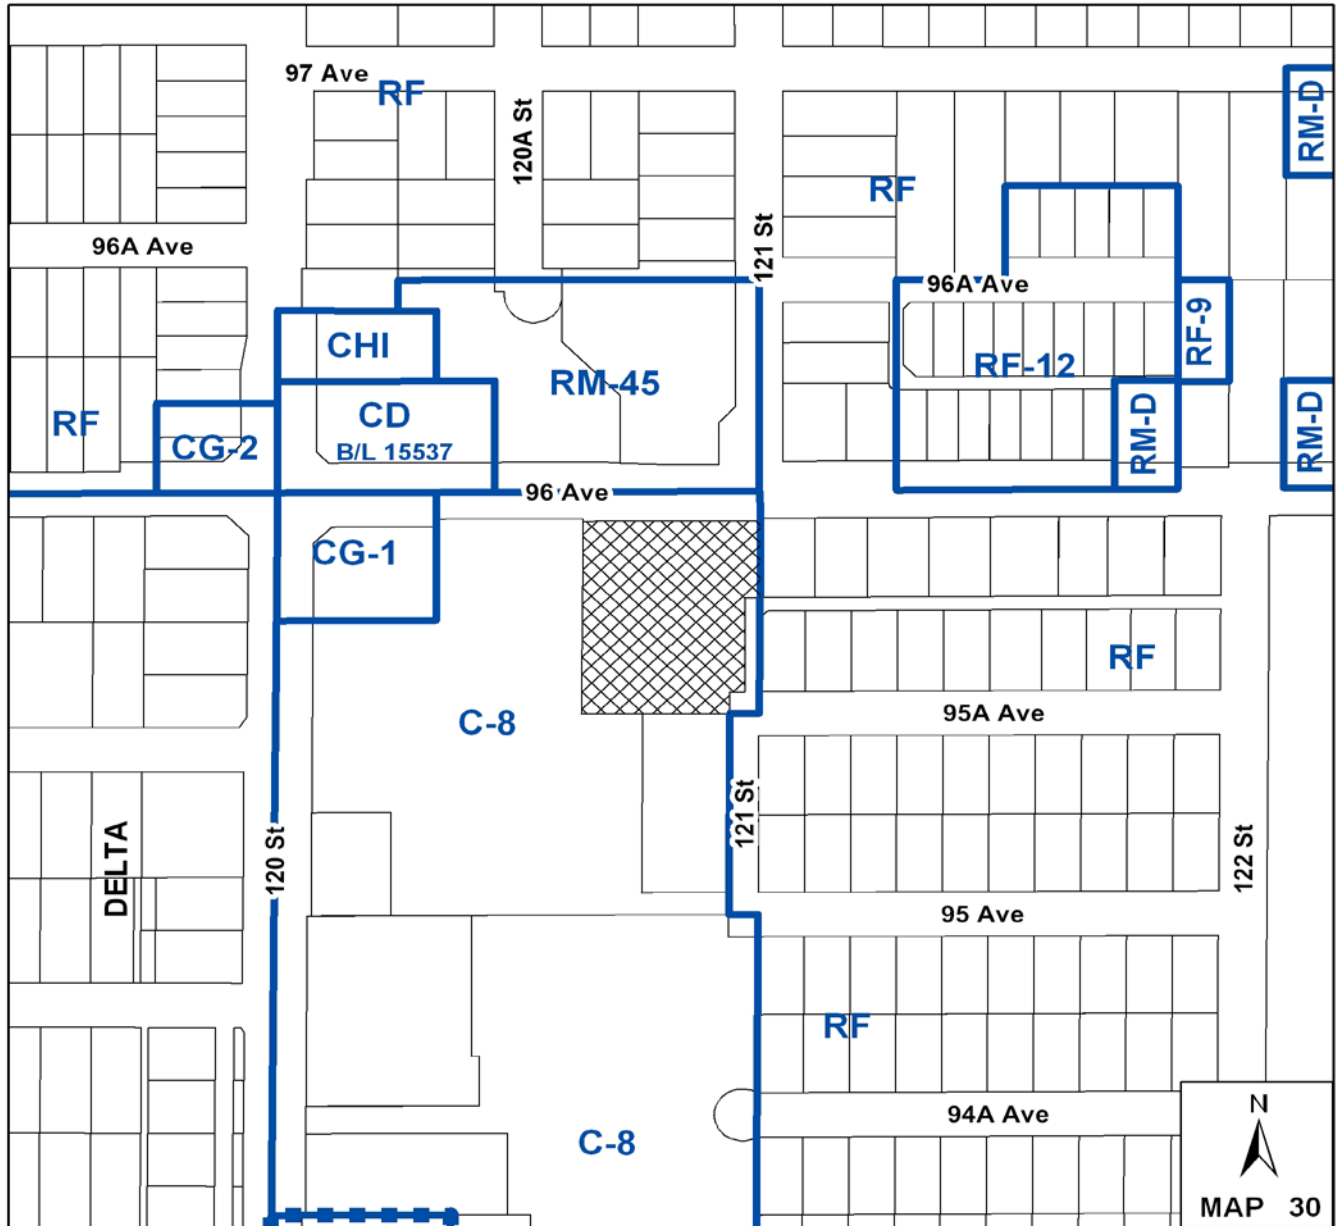 97 Ave
RF
120A St
RM-D
RF
96A Ave
121 St
96A Ave
CHI
RF-9
RM-45
RF-12
RF
CD
CG-2
B/L 15537
RM-D
RM-D
96 Ave
CG-1
RF
C-8
95A Ave
121 St
120 St
DELTA
122 St
95 Ave
RF
94A Ave
C-8
N
MAP 30